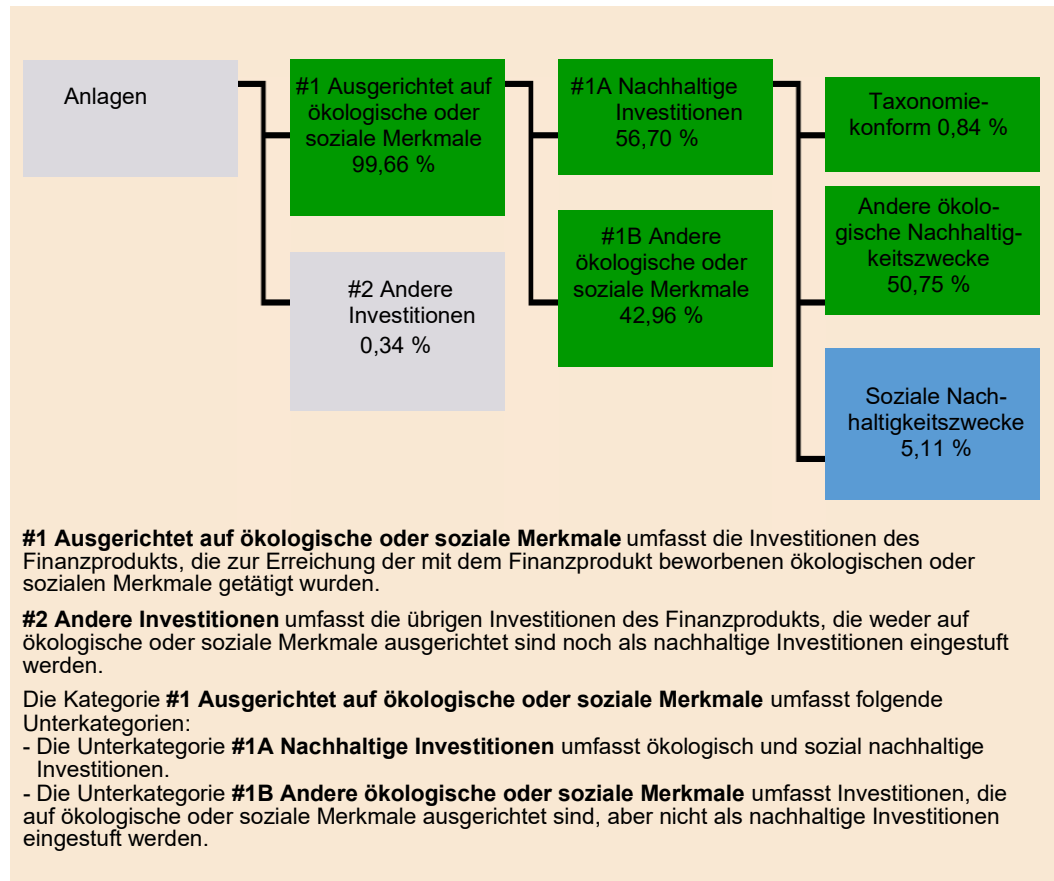 Anlagen
#1 Ausgerichtet auf
ökologische oder
soziale Merkmale
99,66 %
#2 Andere
Investitionen
0,34 %
#1A Nachhaltige
Investitionen
56,70 %
#1B Andere
ökologische oder
soziale Merkmale
42,96 %
Taxonomie-
konform 0,84 %
Andere ökolo-
gische Nachhaltig-
keitszwecke
50,75 %
Soziale Nach-
haltigkeitszwecke
5,11 %
#1 Ausgerichtet auf ökologische oder soziale Merkmale umfasst die Investitionen des
Finanzprodukts, die zur Erreichung der mit dem Finanzprodukt beworbenen ökologischen oder
sozialen Merkmale getätigt wurden.
#2 Andere Investitionen umfasst die übrigen Investitionen des Finanzprodukts, die weder auf
ökologische oder soziale Merkmale ausgerichtet sind noch als nachhaltige Investitionen eingestuft
werden.
Die Kategorie #1 Ausgerichtet auf ökologische oder soziale Merkmale umfasst folgende
Unterkategorien:
- Die Unterkategorie #1A Nachhaltige Investitionen umfasst ökologisch und sozial nachhaltige
Investitionen.
- Die Unterkategorie #1B Andere ökologische oder soziale Merkmale umfasst Investitionen, die
auf ökologische oder soziale Merkmale ausgerichtet sind, aber nicht als nachhaltige Investitionen
eingestuft werden.